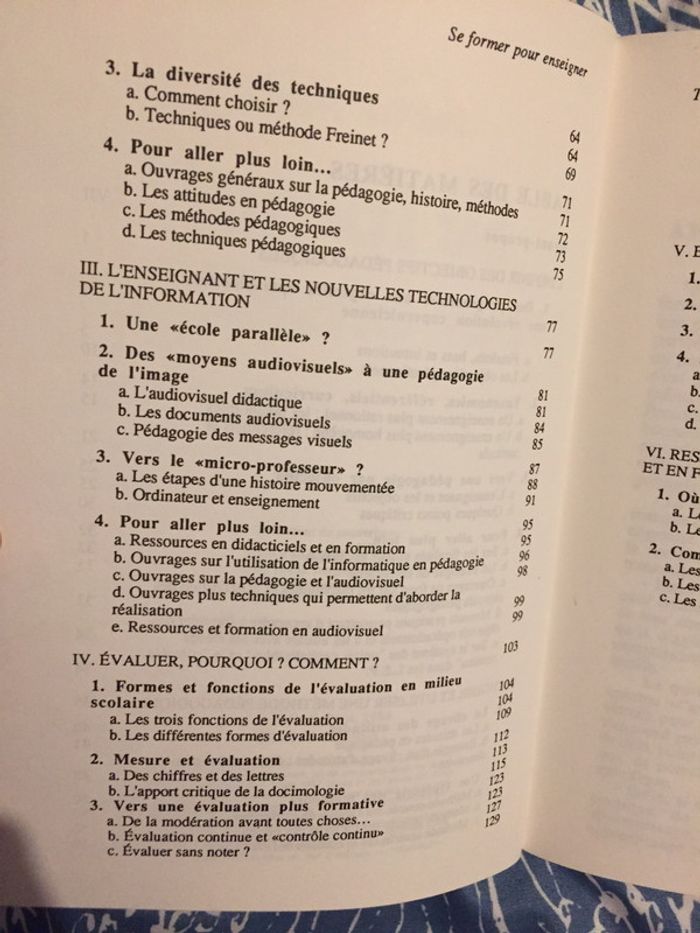 Se former pour enseigner
3. La diversité des techniques
a. Comment choisir ? 64
b. Techniques ou méthode Freinet ? 64
69
4. Pour aller plus loin... 71
a. Ouvrages généraux sur la pédagogie, histoire, méthodes 71
b. Les attitudes en pédagogie 72
c. Les méthodes pédagogiques 73
d. Les techniques pédagogiques 75
III. L'ENSEIGNANT ET LES NOUVELLES TECHNOLOGIES
DE L'INFORMATION 77
1. Une «école parallèle» ? 77
2. Des «moyens audiovisuels» à une pédagogie
de l'image 81
a. L'audiovisuel didactique 81
b. Les documents audiovisuels 84
c. Pédagogie des messages visuels 85
3. Vers le «micro-professeur» ? 87
a. Les étapes d'une histoire mouvementée 88
b. Ordinateur et enseignement 91
4. Pour aller plus loin... 95
a. Ressources en didacticiels et en formation 95
b. Ouvrages sur l'utilisation de l'informatique en pédagogie 96
c. Ouvrages sur la pédagogie et l'audiovisuel 98
d. Ouvrages plus techniques qui permettent d'aborder la
réalisation 99
e. Ressources et formation en audiovisuel 99
IV. ÉVALUER, POURQUOI ? COMMENT ? 103
1. Formes et fonctions de l'évaluation en milieu
scolaire 104
a. Les trois fonctions de l'évaluation 104
b. Les différentes formes d'évaluation 109
2. Mesure et évaluation 112
a. Des chiffres et des lettres 113
b. L'apport critique de la docimologie 115
3. Vers une évaluation plus formative 123
a. De la modération avant toutes choses... 123
b. Évaluation continue et «contrôle continu» 127
c. Évaluer sans noter ? 129
V.
1.
2.
3.
4.
a
b.
c.
d.
VI. RES
ET EN F
1. Où
a. L
b. Le
2. Com
a. Les
b. Les
c. Les